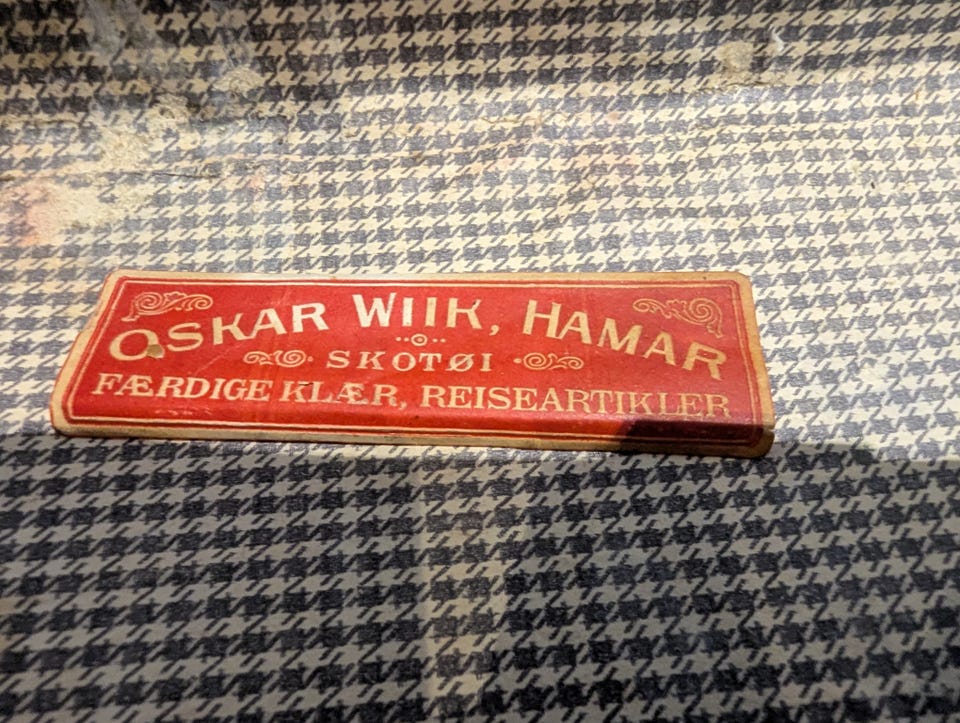 OSKAR WIIK, HAMAR
SKOTØI
FÆRDIGE KLÆR, REISEARTIKLER